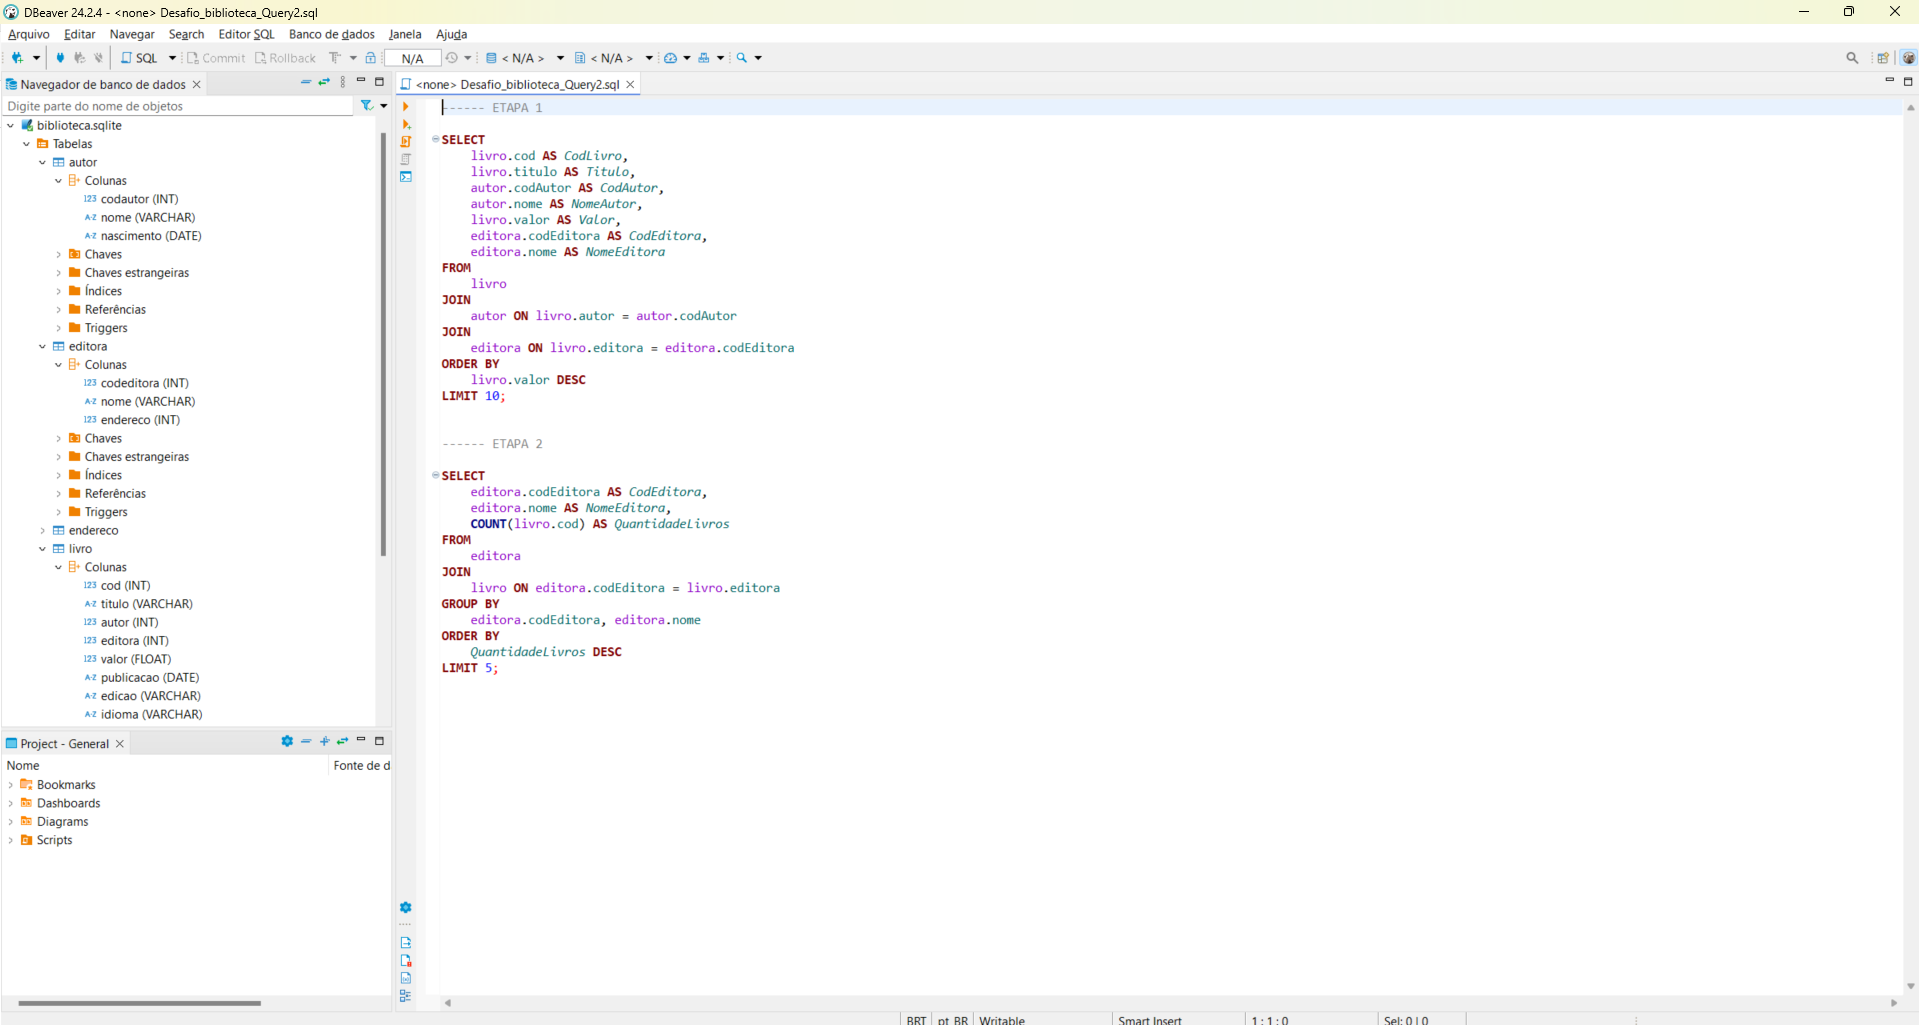 DBeaver 24.2.4 - <none> Desafio_biblioteca_Query2.sql
Arquivo Editar Navegar Search Editor SQL Banco de dados Janela Ajuda
SQL Commit Rollback N/A < N/A > < N/A >
Navegador de banco de dados
Digite parte do nome de objetos
biblioteca.sqlite
Tabelas
autor
Colunas
123 codautor (INT)
A-Z nome (VARCHAR)
A-Z nascimento (DATE)
Chaves
Chaves estrangeiras
Índices
Referências
Triggers
editora
Colunas
123 codeditora (INT)
A-Z nome (VARCHAR)
123 endereco (INT)
Chaves
Chaves estrangeiras
Índices
Referências
Triggers
endereco
livro
Colunas
123 cod (INT)
A-Z titulo (VARCHAR)
123 autor (INT)
123 editora (INT)
123 valor (FLOAT)
A-Z publicacao (DATE)
A-Z edicao (VARCHAR)
A-Z idioma (VARCHAR)
Project - General
Nome Fonte de d
Bookmarks
Dashboards
Diagrams
Scripts
<none> Desafio_biblioteca_Query2.sql
------ ETAPA 1
SELECT
livro.cod AS CodLivro,
livro.titulo AS Titulo,
autor.codAutor AS CodAutor,
autor.nome AS NomeAutor,
livro.valor AS Valor,
editora.codEditora AS CodEditora,
editora.nome AS NomeEditora
FROM
livro
JOIN
autor ON livro.autor = autor.codAutor
JOIN
editora ON livro.editora = editora.codEditora
ORDER BY
livro.valor DESC
LIMIT 10;
------ ETAPA 2
SELECT
editora.codEditora AS CodEditora,
editora.nome AS NomeEditora,
COUNT(livro.cod) AS QuantidadeLivros
FROM
editora
JOIN
livro ON editora.codEditora = livro.editora
GROUP BY
editora.codEditora, editora.nome
ORDER BY
QuantidadeLivros DESC
LIMIT 5;
BRT pt_BR Writable Smart Insert 1 : 1 : 0 Sel: 0 | 0